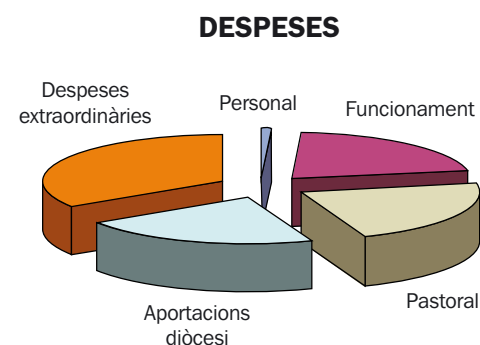 DESPESES
Despeses
extraordinàries
Personal
Funcionament
Pastoral
Aportacions
diòcesi